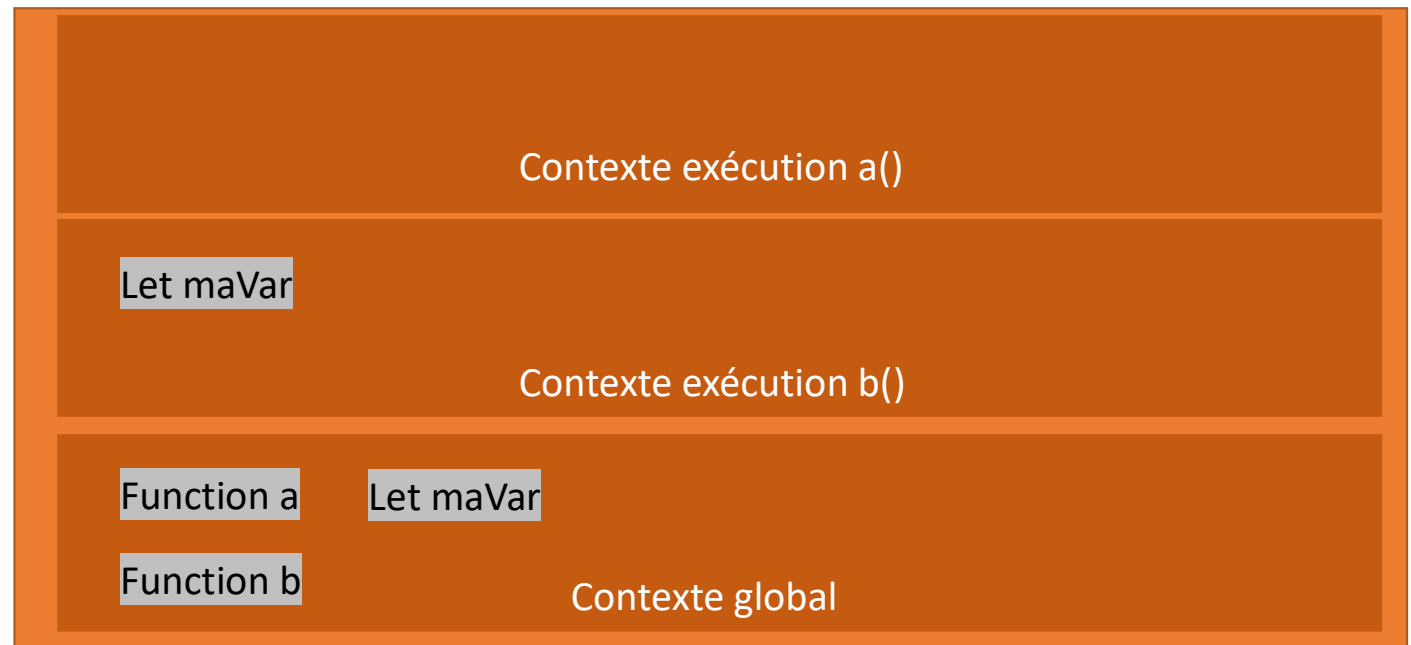 Contexte exécution a()
Let maVar
Contexte exécution b()
Function a Let maVar
Function b
Contexte global